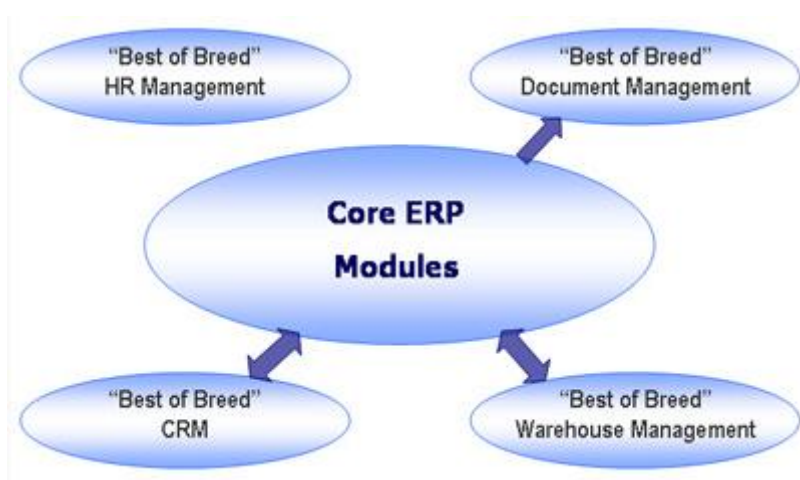 “Best of Breed”
HR Management
“Best of Breed”
Document Management
Core ERP
Modules
“Best of Breed”
CRM
“Best of Breed”
Warehouse Management